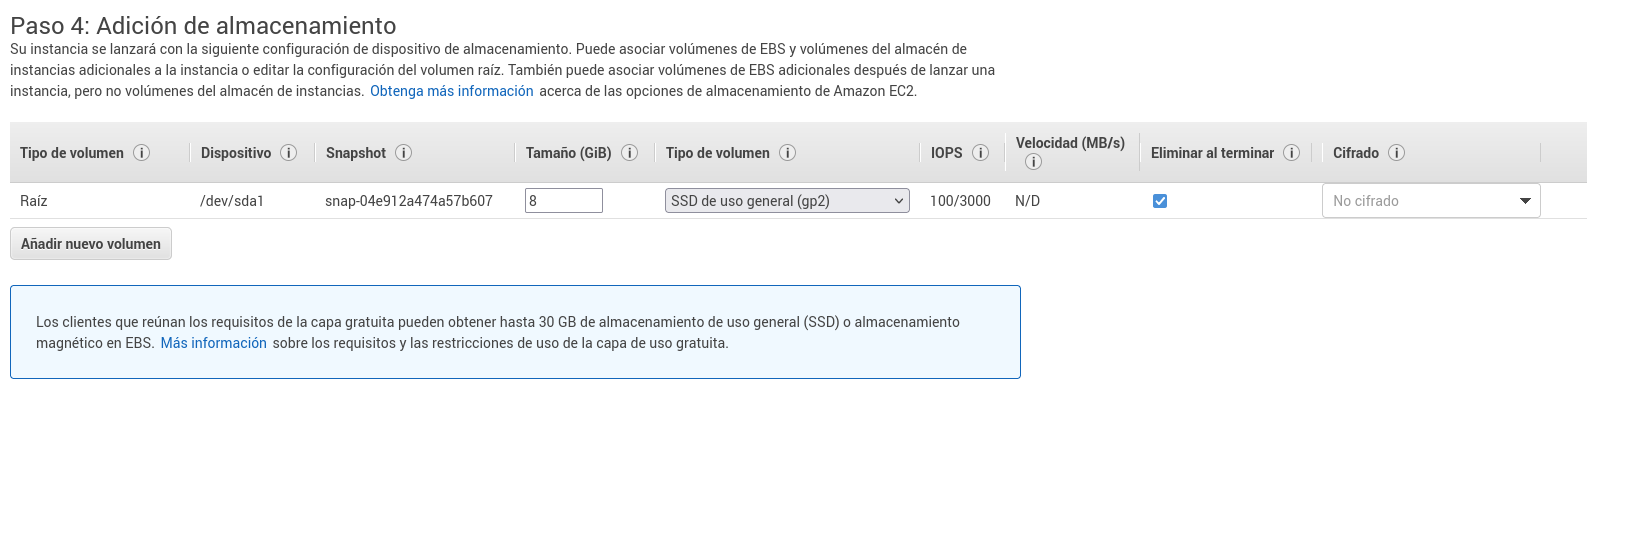 Paso 4: Adición de almacenamiento
Su instancia se lanzará con la siguiente configuración de dispositivo de almacenamiento. Puede asociar volúmenes de EBS y volúmenes del almacén de
instancias adicionales a la instancia o editar la configuración del volumen raíz. También puede asociar volúmenes de EBS adicionales después de lanzar una
instancia, pero no volúmenes del almacén de instancias. Obtenga más información acerca de las opciones de almacenamiento de Amazon EC2.
Tipo de volumen i Dispositivo i Snapshot i Tamaño (GiB) i Tipo de volumen i IOPS i Velocidad (MB/s) i Eliminar al terminar i Cifrado i
Raíz /dev/sda1 snap-04e912a474a57b607 8 SSD de uso general (gp2) 100/3000 N/D No cifrado
Añadir nuevo volumen
Los clientes que reúnan los requisitos de la capa gratuita pueden obtener hasta 30 GB de almacenamiento de uso general (SSD) o almacenamiento
magnético en EBS. Más información sobre los requisitos y las restricciones de uso de la capa de uso gratuita.